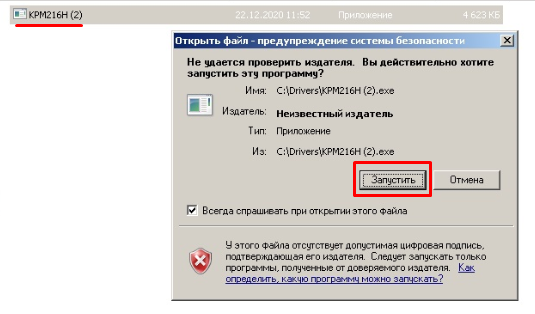 KPM216H (2) 22.12.2020 11:52 Приложение 4 623 КБ
Открыть файл - предупреждение системы безопасности
Не удается проверить издателя. Вы действительно хотите
запустить эту программу?
Имя: C:\Drivers\KPM216H (2).exe
Издатель: Неизвестный издатель
Тип: Приложение
Из: C:\Drivers\KPM216H (2).exe
Запустить Отмена
Всегда спрашивать при открытии этого файла
У этого файла отсутствует допустимая цифровая подпись,
подтверждающая его издателя. Следует запускать только
программы, полученные от доверяемого издателя. Как
определить, какую программу можно запускать?